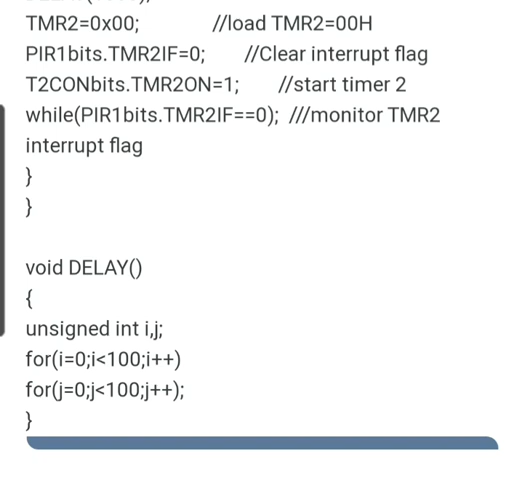 TMR2=0x00; //load TMR2=00H
PIR1bits.TMR2IF=0; //Clear interrupt flag
T2CONbits.TMR2ON=1; //start timer 2
while(PIR1bits.TMR2IF==0); ///monitor TMR2
interrupt flag
}
}
void DELAY()
{
unsigned int i,j;
for(i=0;i<100;i++)
for(j=0;j<100;j++);
}